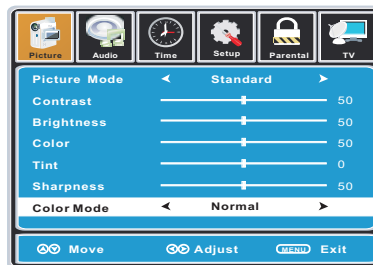 Picture Audio Time Setup Parental TV
Picture Mode Standard
Contrast 50
Brightness 50
Color 50
Tint 0
Sharpness 50
Color Mode Normal
Move Adjust MENU Exit